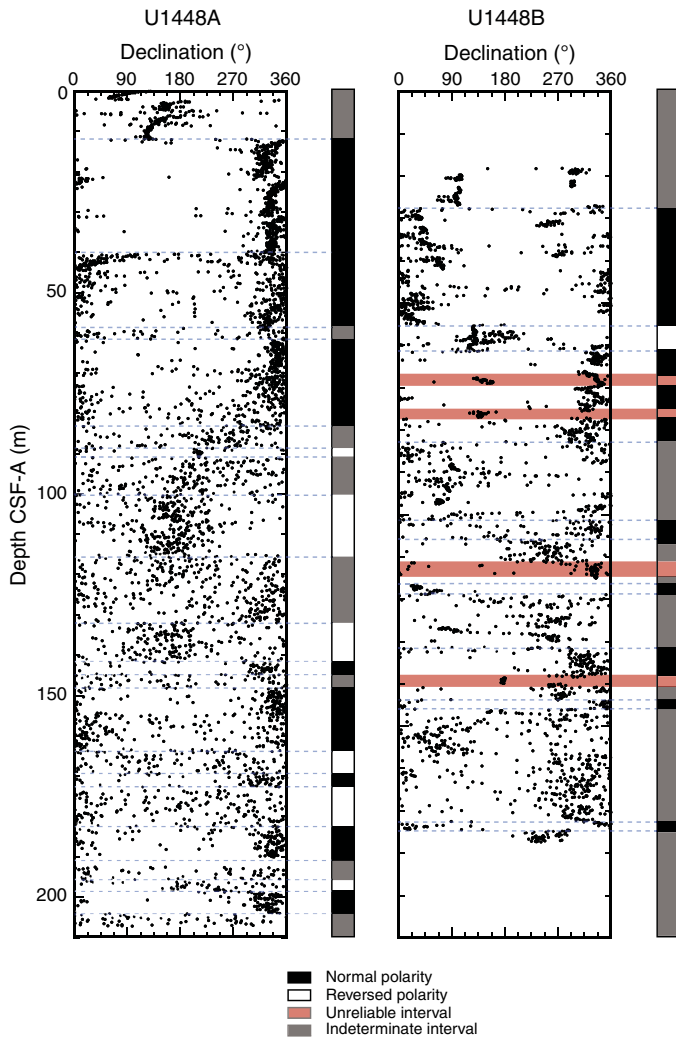 U1448A U1448B
Declination (°) Declination (°)
0 90 180 270 360 0 90 180 270 360
0
50
100
150
200
Depth CSF-A (m)
Normal polarity
Reversed polarity
Unreliable interval
Indeterminate interval